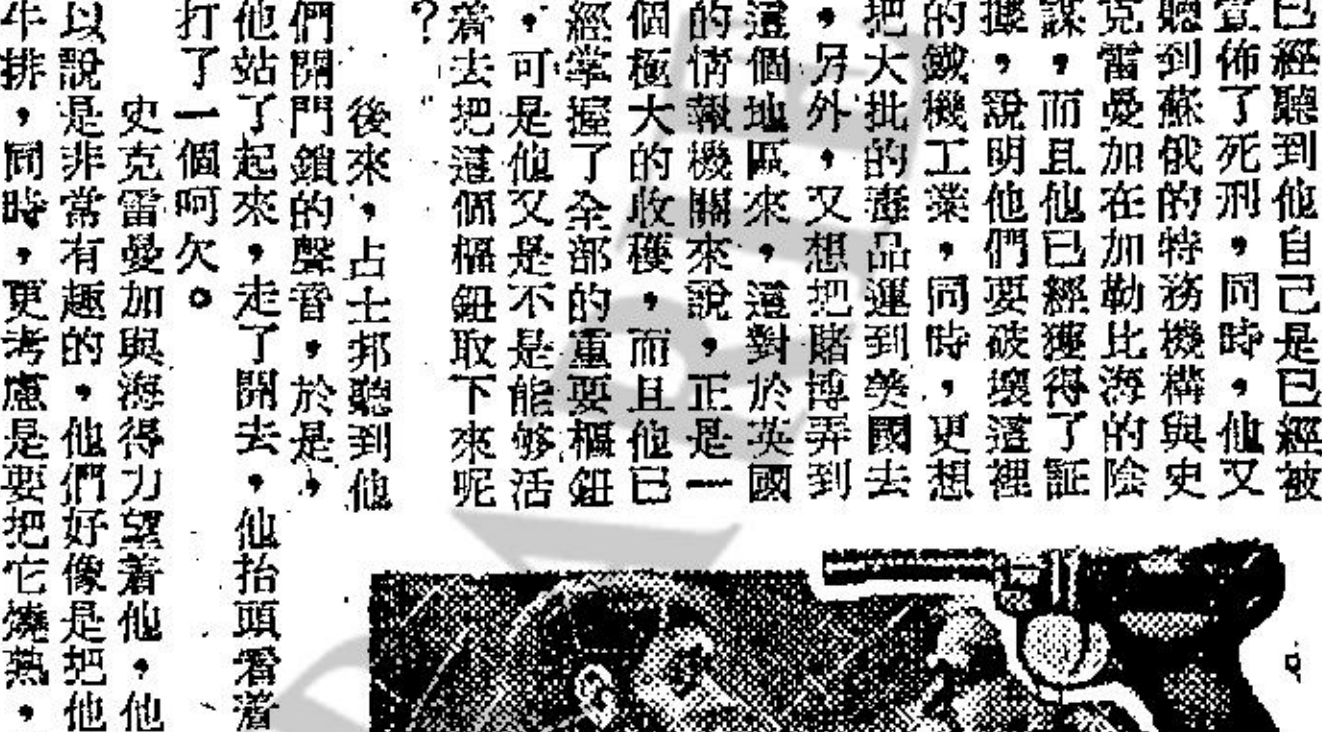 已經聽到他自己是已經被
宣佈了死刑，同時，他又
聽到蘇俄的特務機構與史
克雷曼加在加勒比海的陰
謀，而且他已經獲得了証
據，說明他們要破壞這裡
的鐵機工業，同時，更想
把大批的毒品運到美國去
，另外，又想把賭博弄到
這個地區來，這對於英國
的情報機關來說，正是一
個極大的收穫，而且他已
經掌握了全部的重要樞鈕
，可是他又是不是能够活
着去把這個樞鈕取下來呢
？"
後來，占士邦聽到他
們開門鎖的聲音，於是，
他站了起來，走了開去，他抬頭看着
打了一個呵欠。
史克雷曼加與海得力望着他，他
以說是非常有趣的，他們好像是把他
牛排，同時，更考慮是要把它燒熟，